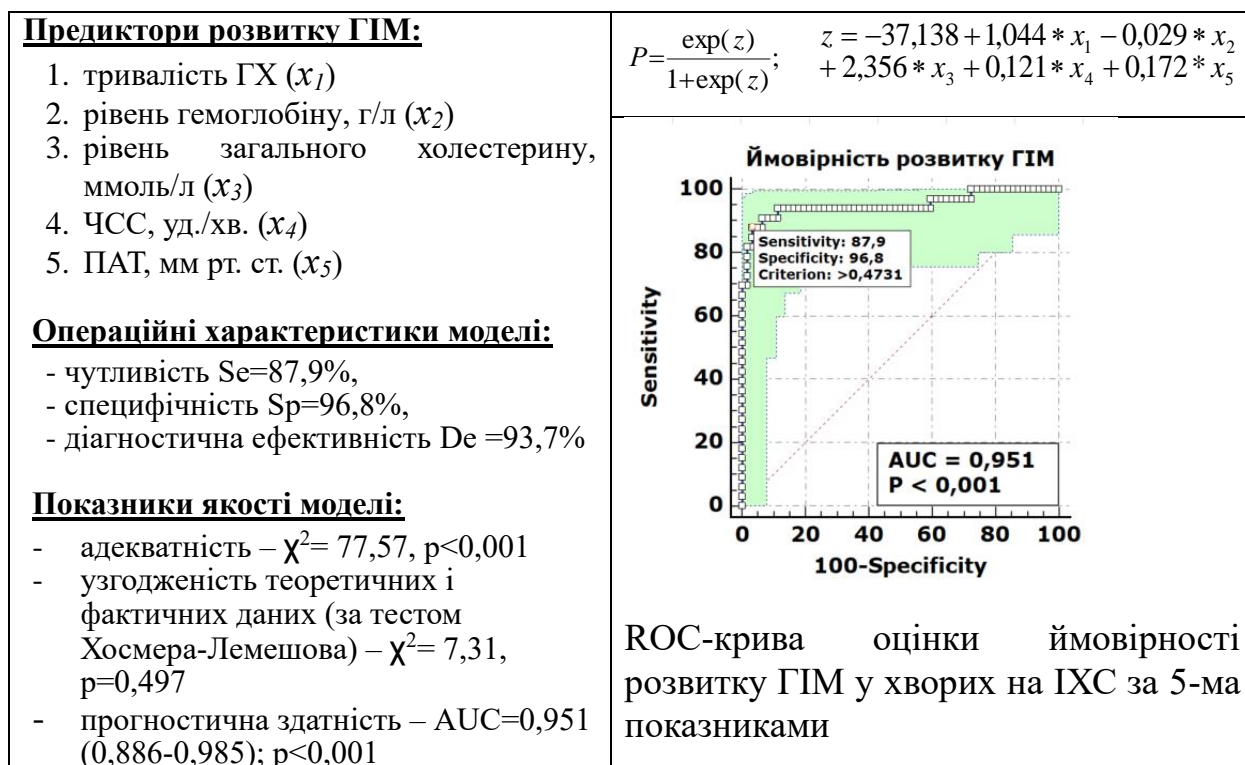 Предиктори розвитку ГІМ:
1. тривалість ГХ (x₁)
2. рівень гемоглобіну, г/л (x₂)
3. рівень загального холестерину,
ммоль/л (x₃)
4. ЧСС, уд./хв. (x₄)
5. ПАТ, мм рт. ст. (x₅)
Операційні характеристики моделі:
- чутливість Se=87,9%,
- специфічність Sp=96,8%,
- діагностична ефективність De =93,7%
Показники якості моделі:
- адекватність – χ²= 77,57, p<0,001
- узгодженість теоретичних і
фактичних даних (за тестом
Хосмера-Лемешова) – χ²= 7,31,
p=0,497
- прогностична здатність – AUC=0,951
(0,886-0,985); p<0,001
P=exp(z)/1+exp(z); z = −37,138 + 1,044 * x₁ − 0,029 * x₂
+ 2,356 * x₃ + 0,121 * x₄ + 0,172 * x₅
Ймовірність розвитку ГІМ
100
80
60
40
20
0
Sensitivity
Sensitivity: 87,9
Specificity: 96,8
Criterion: >0,4731
AUC = 0,951
P < 0,001
0 20 40 60 80 100
100-Specificity
ROC-крива оцінки ймовірності
розвитку ГІМ у хворих на ІХС за 5-ма
показниками